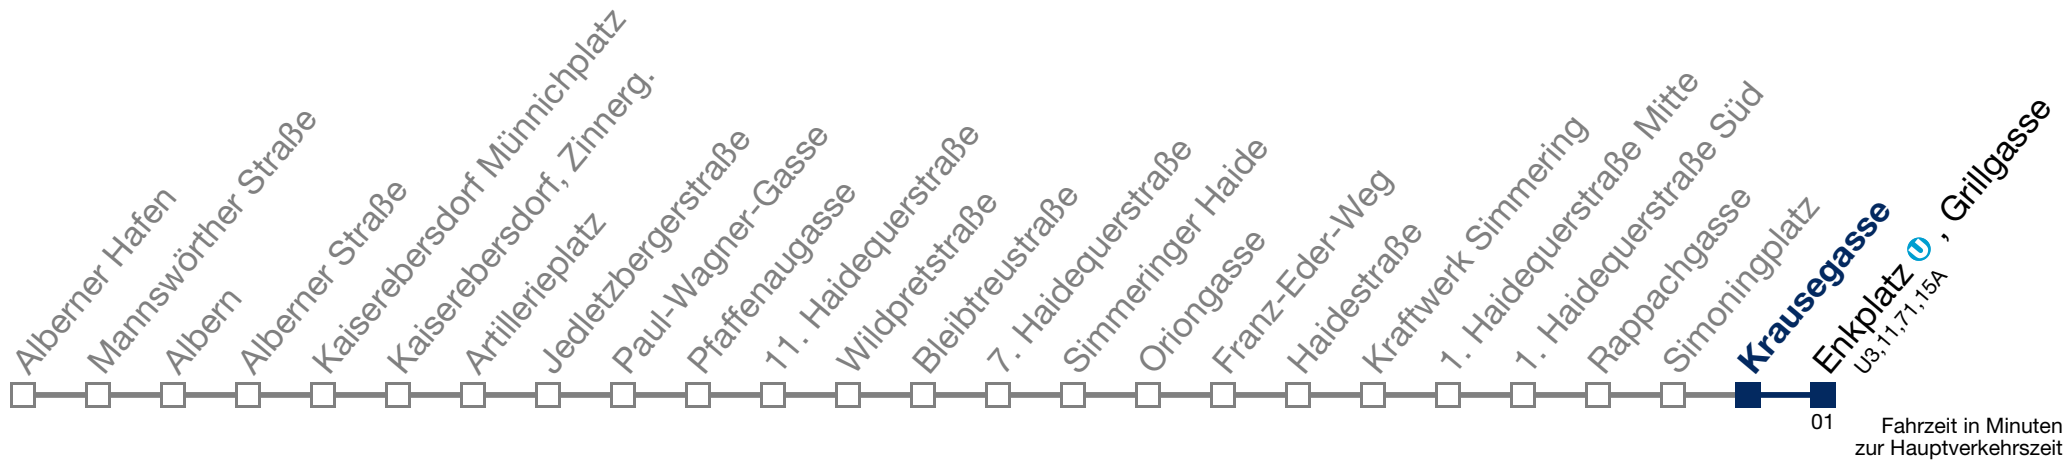 Alberner Hafen
Mannswörther Straße
Albern
Alberner Straße
Kaiserebersdorf Münnichplatz
Kaiserebersdorf, Zinnerg.
Artillerieplatz
Jedletzbergerstraße
Paul-Wagner-Gasse
Pfaffenaugasse
11. Haidequerstraße
Wildpretstraße
Bleibtreustraße
7. Haidequerstraße
Simmeringer Haide
Oriongasse
Franz-Eder-Weg
Haidestraße
Kraftwerk Simmering
1. Haidequerstraße Mitte
1. Haidequerstraße Süd
Rappachgasse
Simoningplatz
Krausegasse
Enkplatz U , Grillgasse
U3,11,71,15A
01
Fahrzeit in Minuten
zur Hauptverkehrszeit